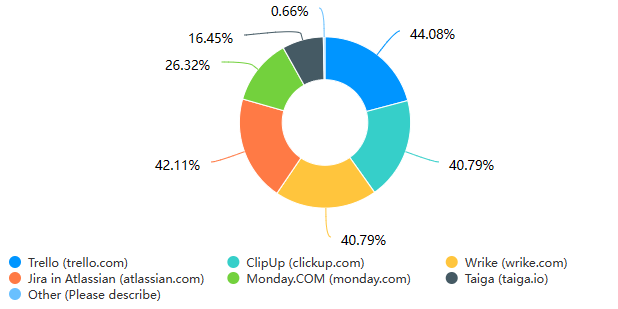 0.66%
44.08%
16.45%
26.32%
42.11%
40.79%
40.79%
Trello (trello.com) ClipUp (clickup.com) Wrike (wrike.com)
Jira in Atlassian (atlassian.com) Monday.COM (monday.com) Taiga (taiga.io)
Other (Please describe)